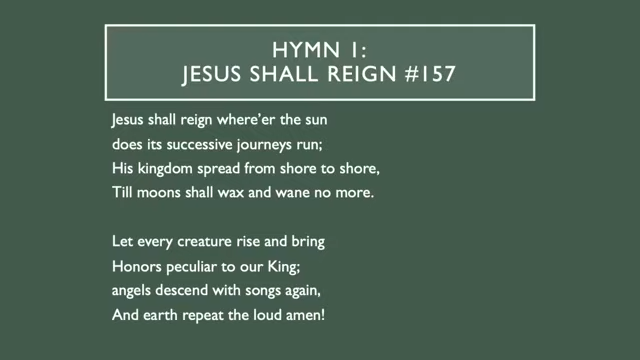 HYMN 1:
JESUS SHALL REIGN #157
Jesus shall reign where’er the sun
does its successive journeys run;
His kingdom spread from shore to shore,
Till moons shall wax and wane no more.
Let every creature rise and bring
Honors peculiar to our King;
angels descend with songs again,
And earth repeat the loud amen!